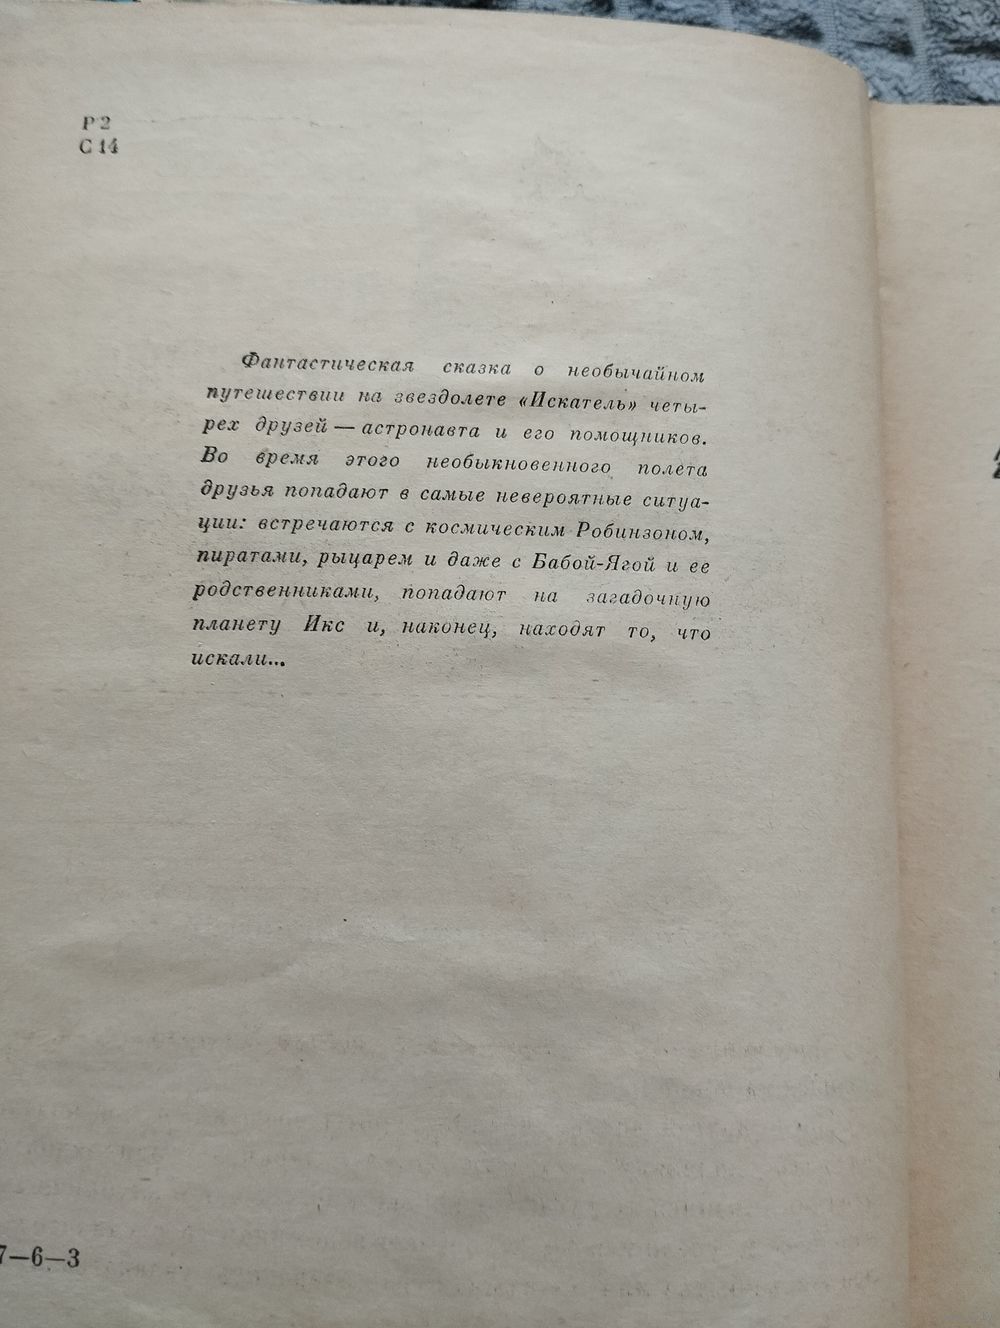 Р 2
С 14
Фантастическая сказка о необычайном
путешествии на звездолете «Искатель» четы-
рех друзей — астронавта и его помощников.
Во время этого необыкновенного полета
друзья попадают в самые невероятные ситуа-
ции: встречаются с космическим Робинзоном,
пиратами, рыцарем и даже с Бабой-Ягой и ее
родственниками, попадают на загадочную
планету Икс и, наконец, находят то, что
искали...
7—6—3